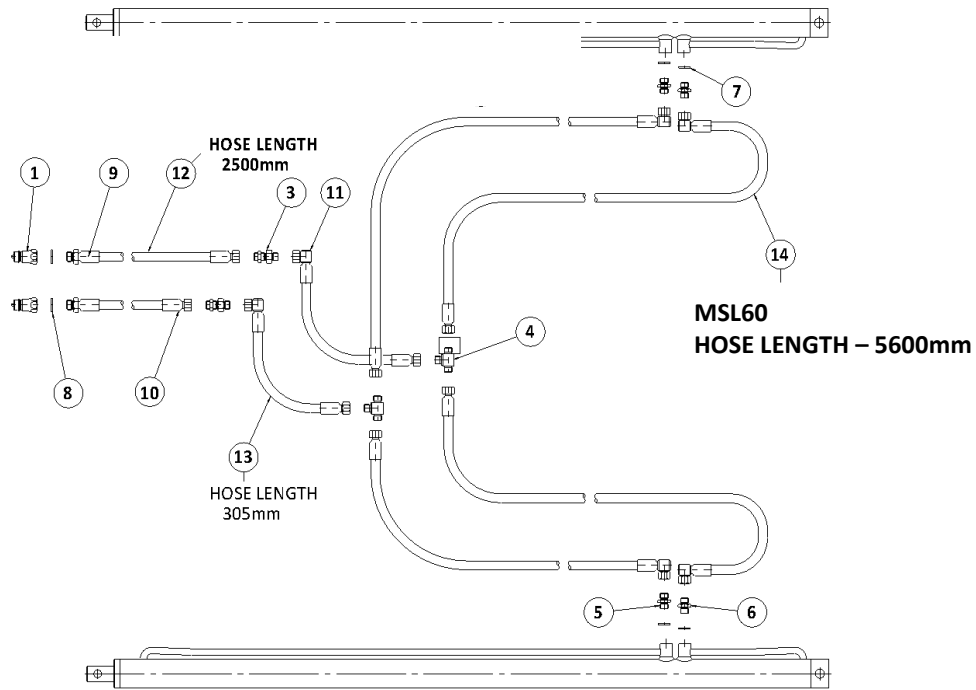 7
HOSE LENGTH
2500mm
1
9
12
3
11
14
MSL60
HOSE LENGTH – 5600mm
4
8
10
13
HOSE LENGTH
305mm
5
6